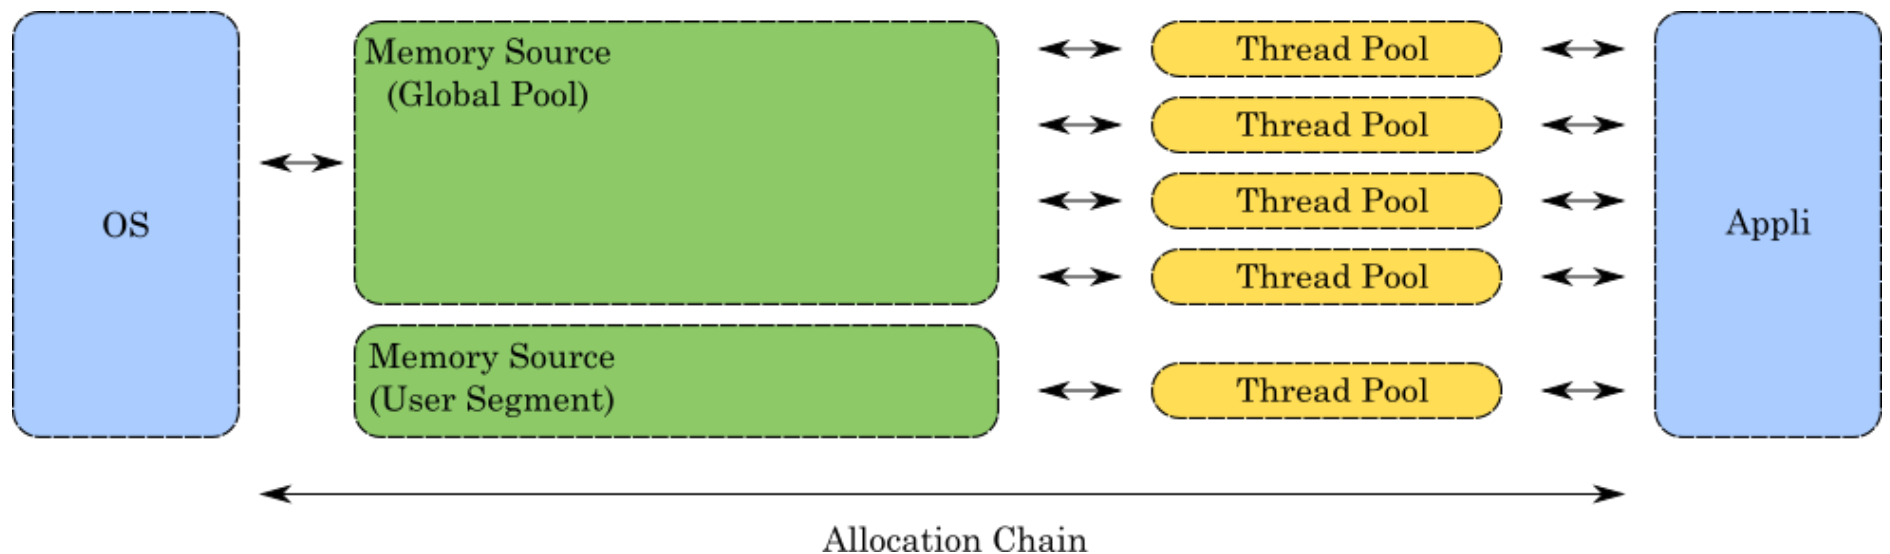 OS
Memory Source
(Global Pool)
Memory Source
(User Segment)
Thread Pool
Thread Pool
Thread Pool
Thread Pool
Thread Pool
Appli
Allocation Chain